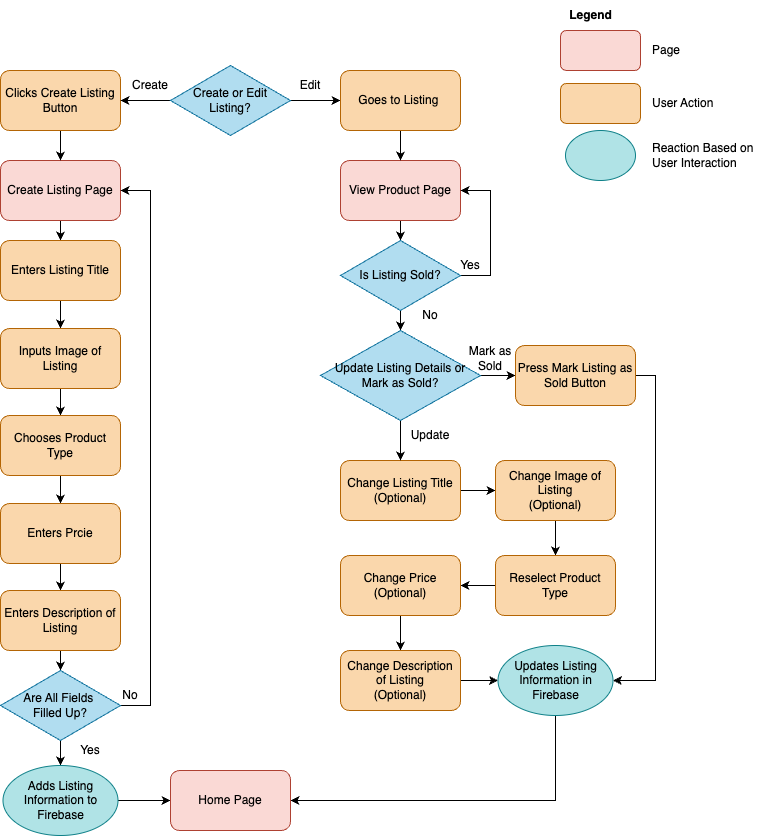 Legend
Page
User Action
Reaction Based on
User Interaction
Create or Edit
Listing?
Create
Edit
Clicks Create Listing
Button
Create Listing Page
Enters Listing Title
Inputs Image of
Listing
Chooses Product
Type
Enters Prcie
Enters Description of
Listing
Are All Fields
Filled Up?
No
Yes
Adds Listing
Information to
Firebase
Home Page
Goes to Listing
View Product Page
Is Listing Sold?
Yes
No
Update Listing Details or
Mark as Sold?
Mark as
Sold
Press Mark Listing as
Sold Button
Update
Change Listing Title
(Optional)
Change Image of
Listing
(Optional)
Reselect Product
Type
Change Price
(Optional)
Change Description
of Listing
(Optional)
Updates Listing
Information in
Firebase